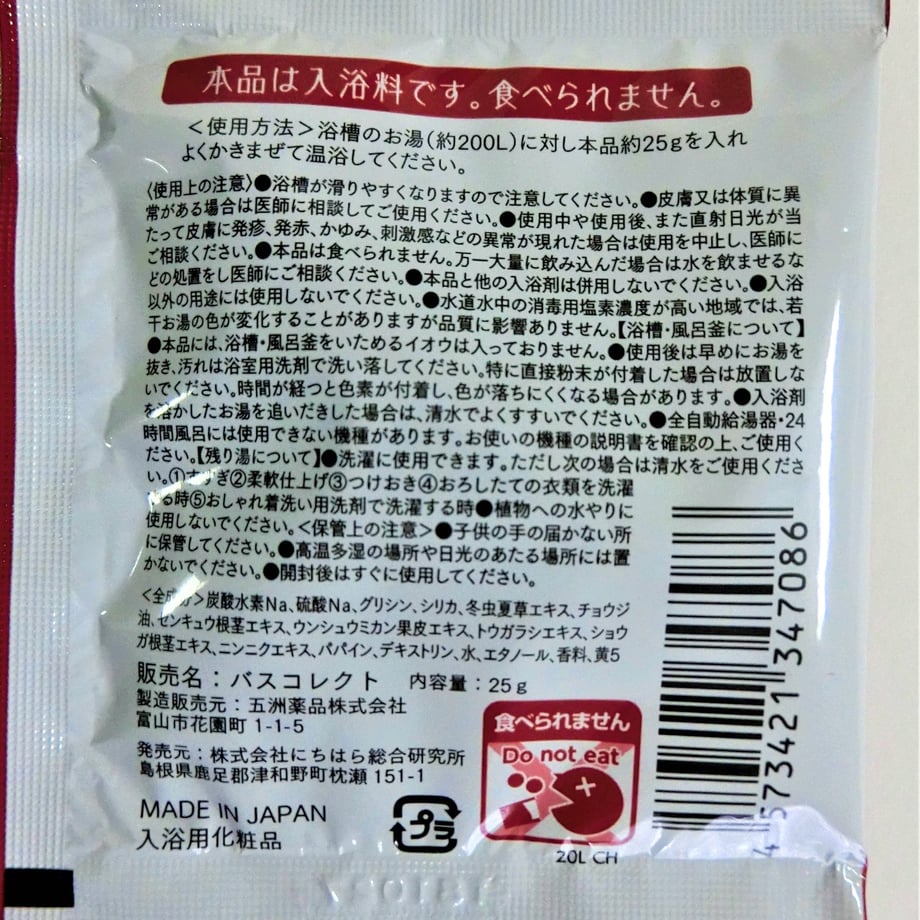 本品は入浴料です。食べられません。
<使用方法>浴槽のお湯(約200L)に対し本品約25gを入れ
よくかきまぜて温浴してください。
〈使用上の注意〉●浴槽が滑りやすくなりますので注意してください。●皮膚又は体質に異
常がある場合は医師に相談してご使用ください。●使用中や使用後、また直射日光が当
たって皮膚に発疹、発赤、かゆみ、刺激感などの異常が現れた場合は使用を中止し、医師に
ご相談ください。●本品は食べられません。万一大量に飲み込んだ場合は水を飲ませるな
どの処置をし医師にご相談ください。●本品と他の入浴剤は併用しないでください。●入浴
以外の用途には使用しないでください。●水道水中の消毒用塩素濃度が高い地域では、若
干お湯の色が変化することがありますが品質に影響ありません。【浴槽・風呂釜について】
●本品には、浴槽・風呂釜をいためるイオウは入っておりません。●使用後は早めにお湯を
抜き、汚れは浴室用洗剤で洗い落してください。特に直接粉末が付着した場合は放置しな
いでください。時間が経つと色素が付着し、色が落ちにくくなる場合があります。●入浴剤
を溶かしたお湯を追いだきした場合は、清水でよくすすいでください。●全自動給湯器・24
時間風呂には使用できない機種があります。お使いの機種の説明書を確認の上、ご使用く
ださい。【残り湯について】●洗濯に使用できます。ただし次の場合は清水をご使用くださ
い。①すすぎ②柔軟仕上げ③つけおき④おろしたての衣類を洗濯
する時⑤おしゃれ着洗い用洗剤で洗濯する時●植物への水やりに
使用しないでください。<保管上の注意>●子供の手の届かない所
に保管してください。●高温多湿の場所や日光のあたる場所には置
かないでください。●開封後はすぐに使用してください。
<全成分>炭酸水素Na、硫酸Na、グリシン、シリカ、冬虫夏草エキス、チョウジ
油、センキュウ根茎エキス、ウンシュウミカン果皮エキス、トウガラシエキス、ショウ
ガ根茎エキス、ニンニクエキス、パパイン、デキストリン、水、エタノール、香料、黄5
販売名:バスコレクト 内容量:25g
製造販売元:五洲薬品株式会社
富山市花園町 1-1-5
発売元:株式会社にちはら総合研究所
島根県鹿足郡津和野町枕瀬 151-1
MADE IN JAPAN
入浴用化粧品
プラ
食べられません
Do not eat
20L CH
4573421347086